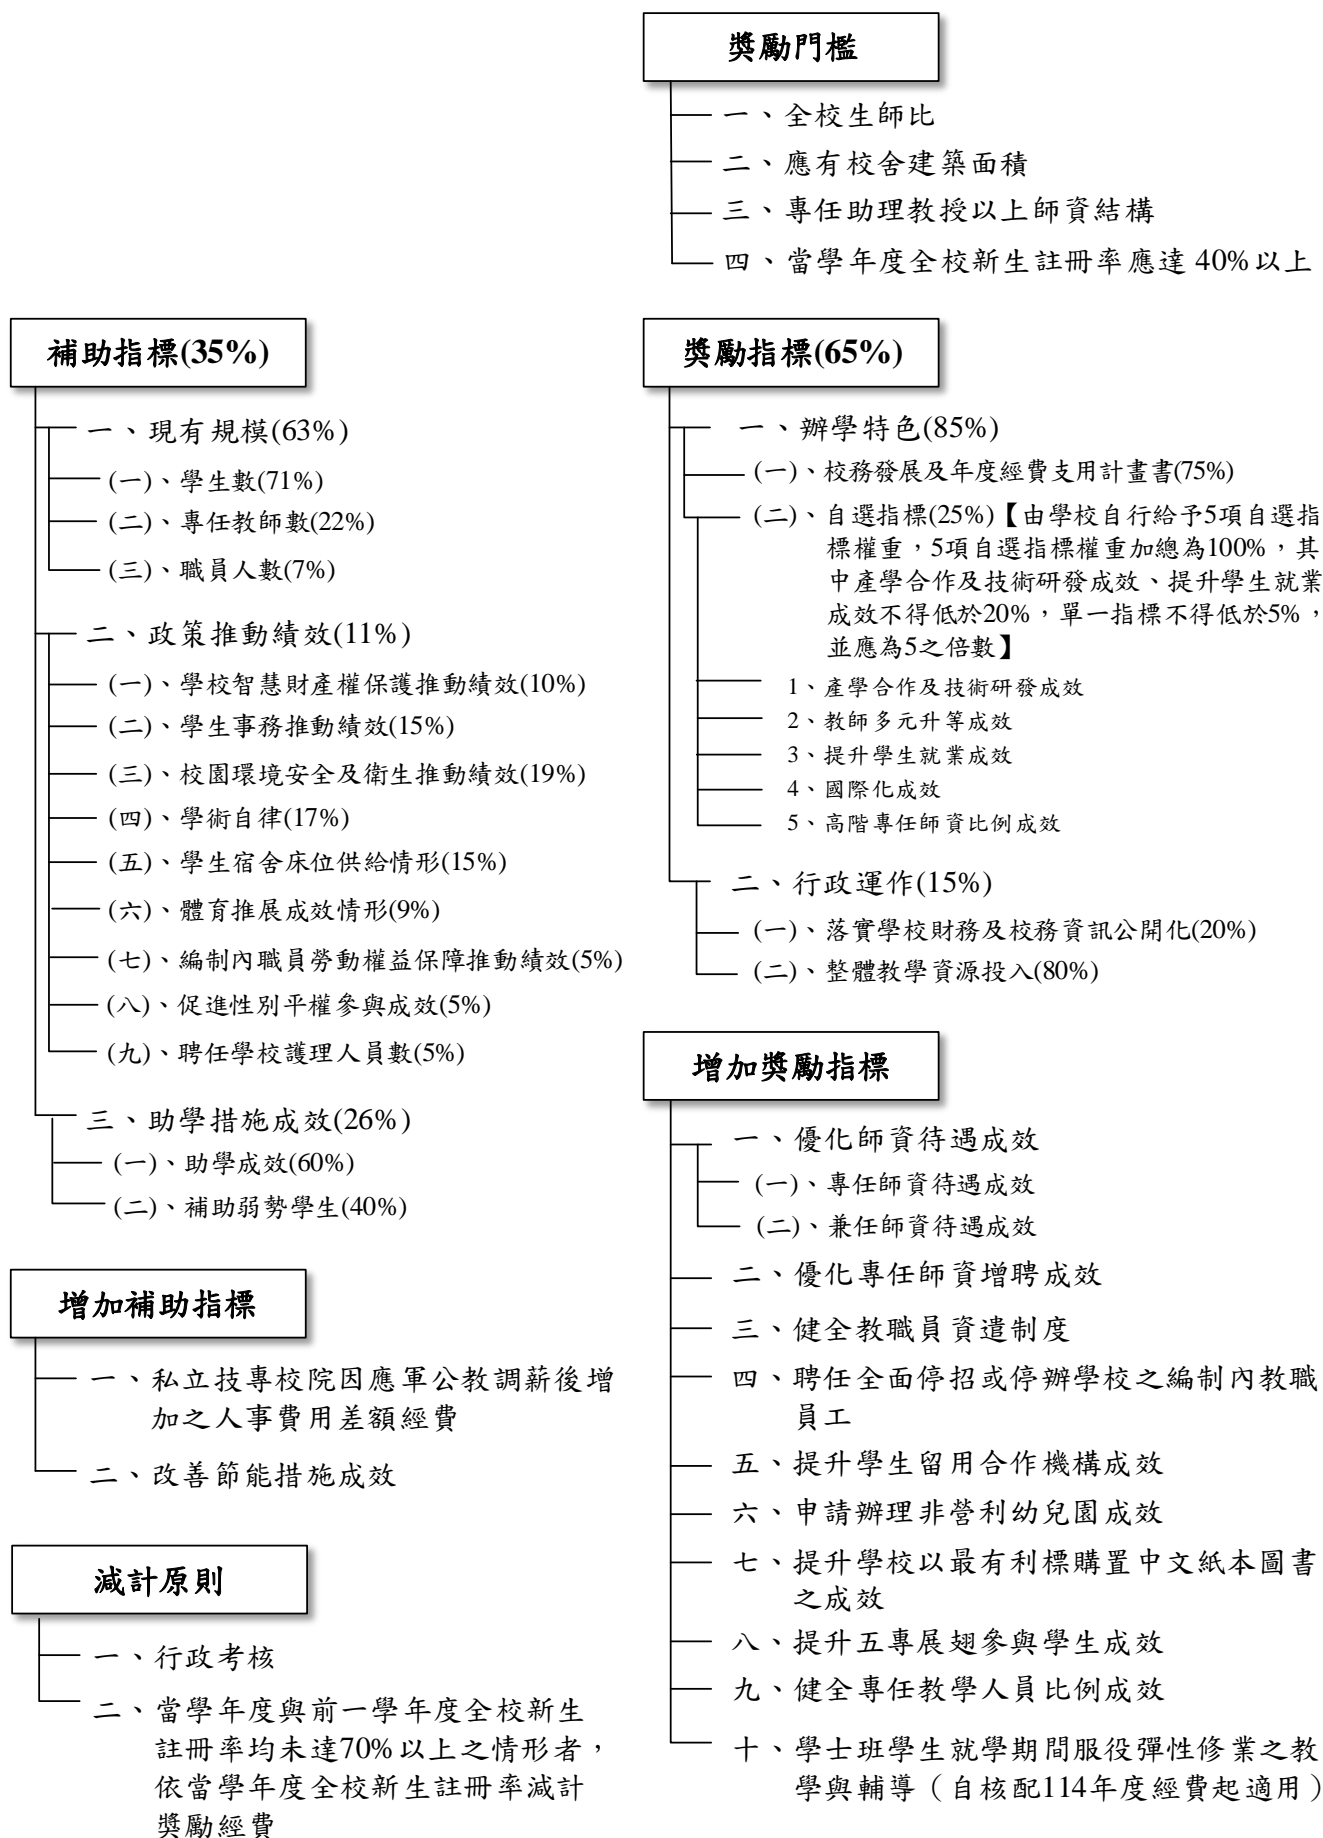 獎勵門檻
一、全校生師比
二、應有校舍建築面積
三、專任助理教授以上師資結構
四、當學年度全校新生註冊率應達 40%以上
補助指標(35%)
一、現有規模(63%)
(一)、學生數(71%)
(二)、專任教師數(22%)
(三)、職員人數(7%)
二、政策推動績效(11%)
(一)、學校智慧財產權保護推動績效(10%)
(二)、學生事務推動績效(15%)
(三)、校園環境安全及衛生推動績效(19%)
(四)、學術自律(17%)
(五)、學生宿舍床位供給情形(15%)
(六)、體育推展成效情形(9%)
(七)、編制內職員勞動權益保障推動績效(5%)
(八)、促進性別平權參與成效(5%)
(九)、聘任學校護理人員數(5%)
三、助學措施成效(26%)
(一)、助學成效(60%)
(二)、補助弱勢學生(40%)
增加補助指標
一、私立技專校院因應軍公教調薪後增
加之人事費用差額經費
二、改善節能措施成效
減計原則
一、行政考核
二、當學年度與前一學年度全校新生
註冊率均未達70%以上之情形者，
依當學年度全校新生註冊率減計
獎勵經費
獎勵指標(65%)
一、辦學特色(85%)
(一)、校務發展及年度經費支用計畫書(75%)
(二)、自選指標(25%)【由學校自行給予5項自選指
標權重，5項自選指標權重加總為100%，其
中產學合作及技術研發成效、提升學生就業
成效不得低於20%，單一指標不得低於5%，
並應為5之倍數】
1、產學合作及技術研發成效
2、教師多元升等成效
3、提升學生就業成效
4、國際化成效
5、高階專任師資比例成效
二、行政運作(15%)
(一)、落實學校財務及校務資訊公開化(20%)
(二)、整體教學資源投入(80%)
增加獎勵指標
一、優化師資待遇成效
(一)、專任師資待遇成效
(二)、兼任師資待遇成效
二、優化專任師資增聘成效
三、健全教職員資遣制度
四、聘任全面停招或停辦學校之編制內教職
員工
五、提升學生留用合作機構成效
六、申請辦理非營利幼兒園成效
七、提升學校以最有利標購置中文紙本圖書
之成效
八、提升五專展翅參與學生成效
九、健全專任教學人員比例成效
十、學士班學生就學期間服役彈性修業之教
學與輔導（自核配114年度經費起適用）